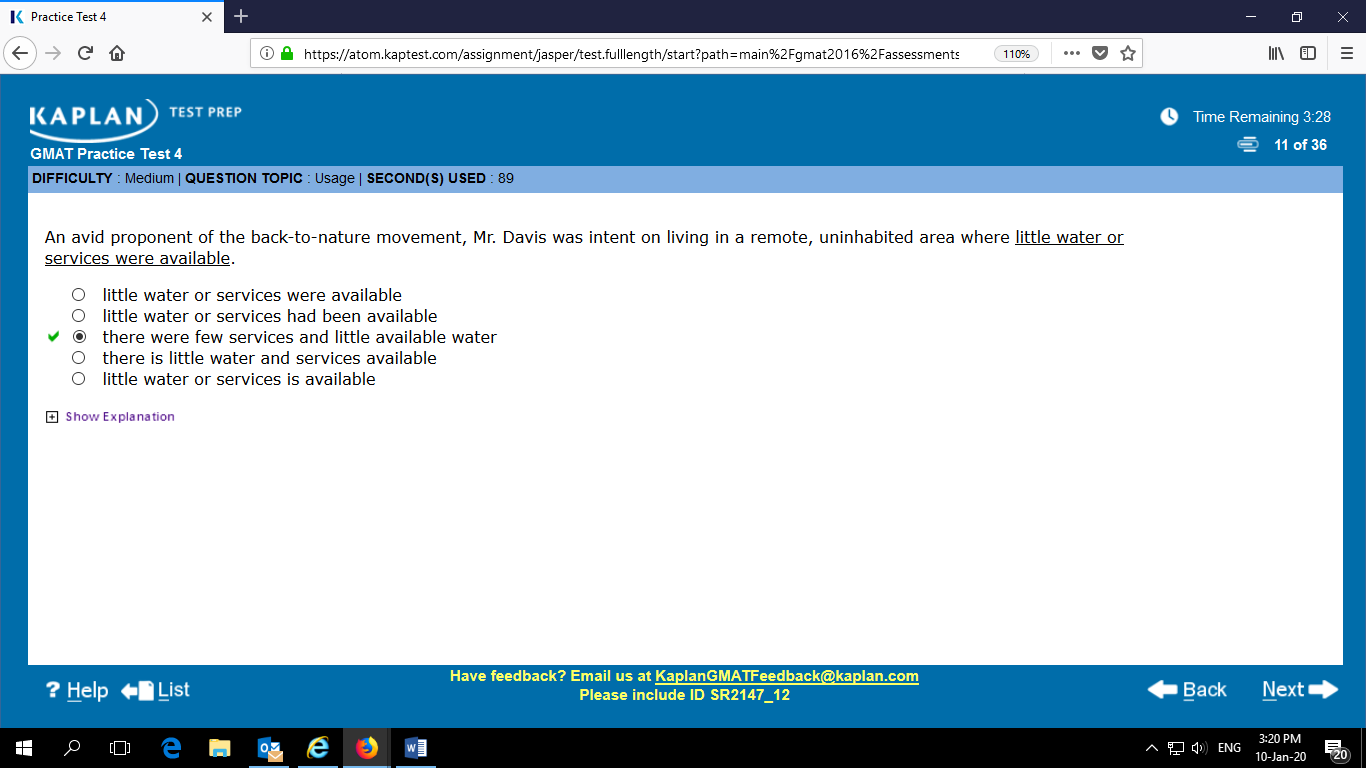 Practice Test 4
https://atom.kaptest.com/assignment/jasper/test.fulllength/start?path=main%2Fgmat2016%2Fassessments
110%
KAPLAN TEST PREP
Time Remaining 3:28
GMAT Practice Test 4
11 of 36
DIFFICULTY : Medium | QUESTION TOPIC : Usage | SECOND(S) USED : 89
An avid proponent of the back-to-nature movement, Mr. Davis was intent on living in a remote, uninhabited area where little water or
services were available.
little water or services were available
little water or services had been available
there were few services and little available water
there is little water and services available
little water or services is available
Show Explanation
Have feedback? Email us at KaplanGMATFeedback@kaplan.com
Please include ID SR2147_12
? Help List
Back Next
ENG
3:20 PM
10-Jan-20
20